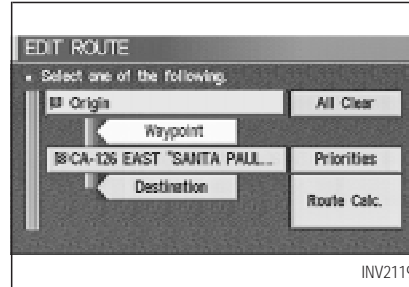 EDIT ROUTE
Select one of the following.
Origin
All Clear
Waypoint
CA-126 EAST "SANTA PAUL...
Priorities
Destination
Route Calc.
INV2119